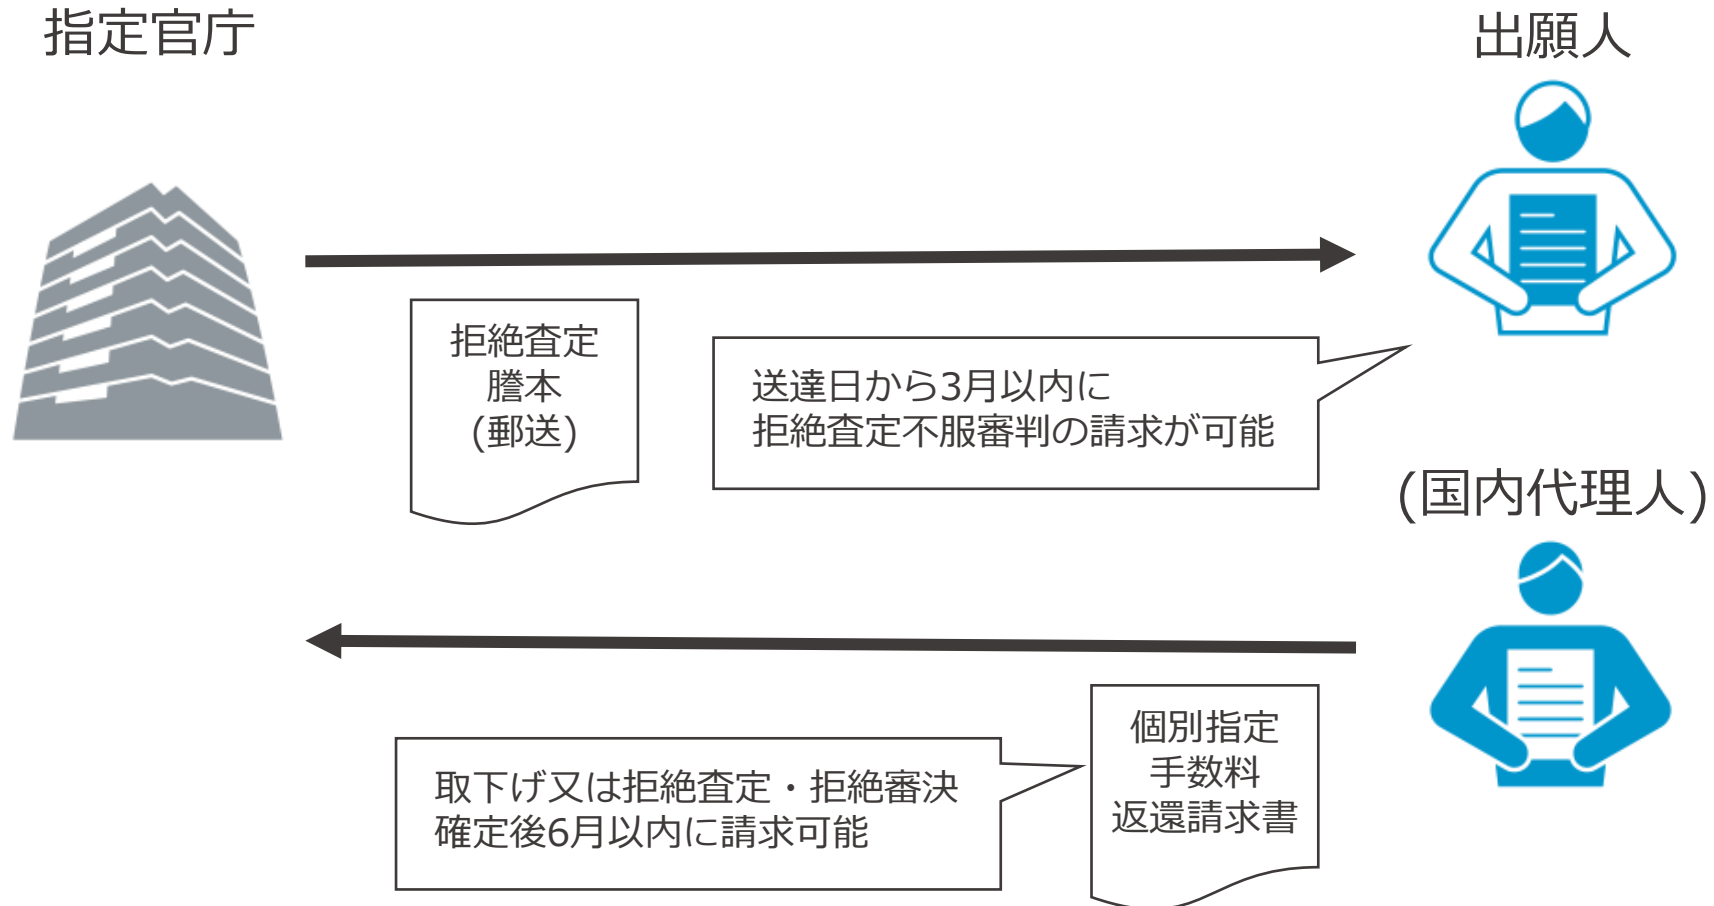 指定官庁
出願人
拒絶査定
謄本
(郵送)
送達日から3月以内に
拒絶査定不服審判の請求が可能
(国内代理人)
個別指定
手数料
返還請求書
取下げ又は拒絶査定・拒絶審決
確定後6月以内に請求可能